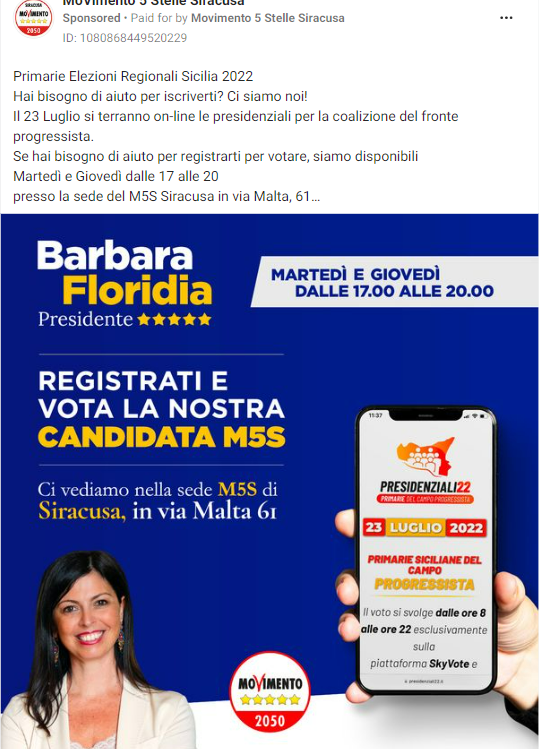 Movimento 5 Stelle Siracusa
Sponsored • Paid for by Movimento 5 Stelle Siracusa
ID: 1080868449520229
Primarie Elezioni Regionali Sicilia 2022
Hai bisogno di aiuto per iscriverti? Ci siamo noi!
Il 23 Luglio si terranno on-line le presidenziali per la coalizione del fronte
progressista.
Se hai bisogno di aiuto per registrarti per votare, siamo disponibili
Martedì e Giovedì dalle 17 alle 20
presso la sede del M5S Siracusa in via Malta, 61...
Barbara
Floridia
Presidente
MARTEDÌ E GIOVEDÌ
DALLE 17.00 ALLE 20.00
REGISTRATI E
VOTA LA NOSTRA
CANDIDATA M5S
Ci vediamo nella sede M5S di
Siracusa, in via Malta 61
11:37
PRESIDENZIALI22
PRIMARIE DEL CAMPO PROGRESSISTA
23 LUGLIO 2022
PRIMARIE SICILIANE DEL
CAMPO
PROGRESSISTA
Il voto si svolge dalle ore 8
alle ore 22 esclusivamente
sulla
piattaforma SkyVote e
presidenziali22.it
MOVIMENTO
2050
SIRACUSA
MOVIMENTO
2050